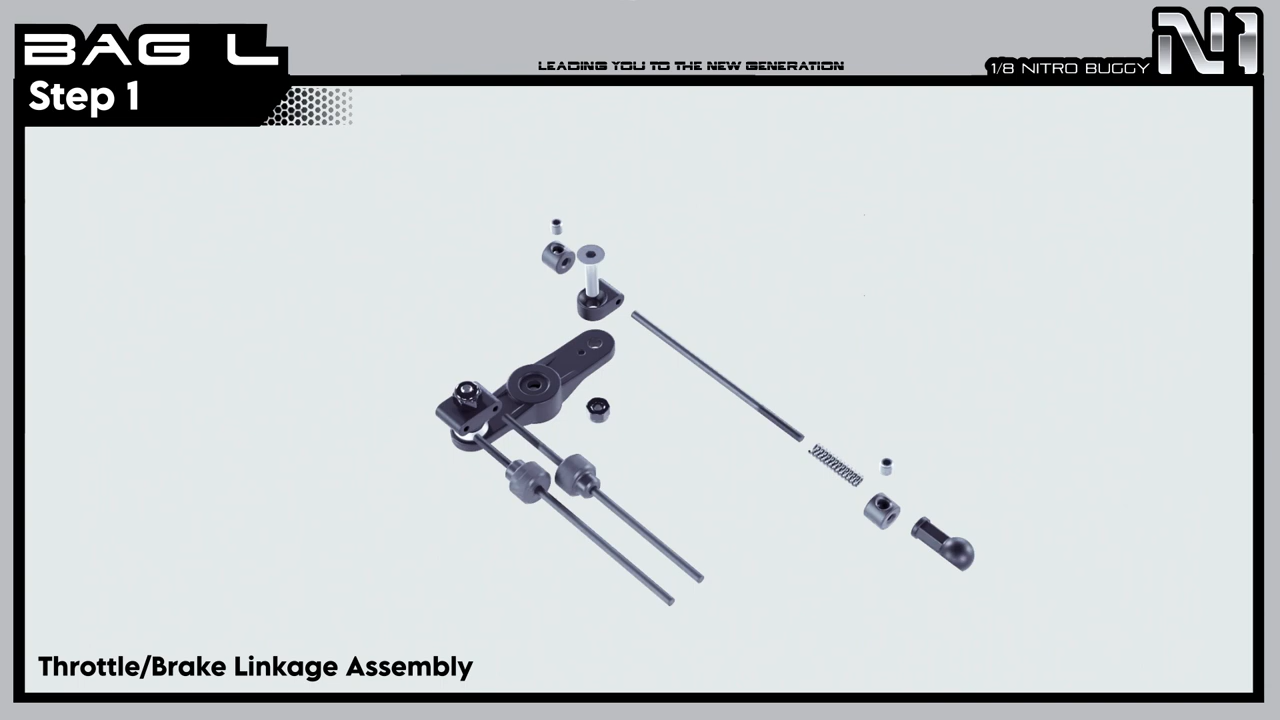 BAG L
Step 1
LEADING YOU TO THE NEW GENERATION
1/8 NITRO BUGGY
N1
Throttle/Brake Linkage Assembly